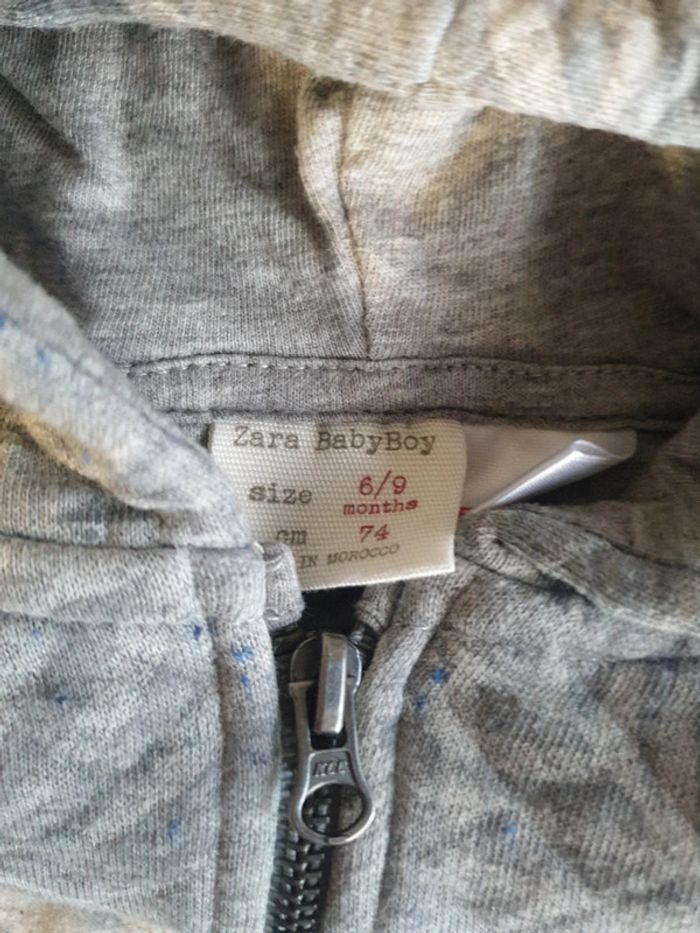 Zara BabyBoy
size 6/9
months
cm 74
IN MOROCCO